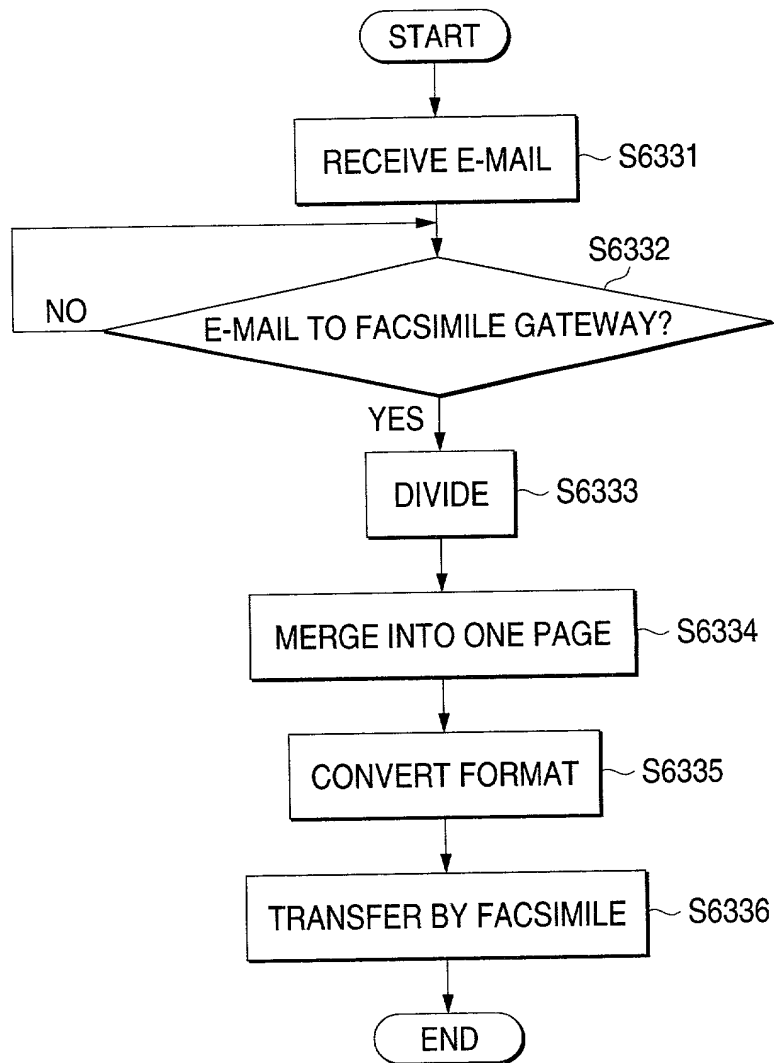 START
RECEIVE E-MAIL
S6331
S6332
NO
E-MAIL TO FACSIMILE GATEWAY?
YES
DIVIDE
S6333
MERGE INTO ONE PAGE
S6334
CONVERT FORMAT
S6335
TRANSFER BY FACSIMILE
S6336
END